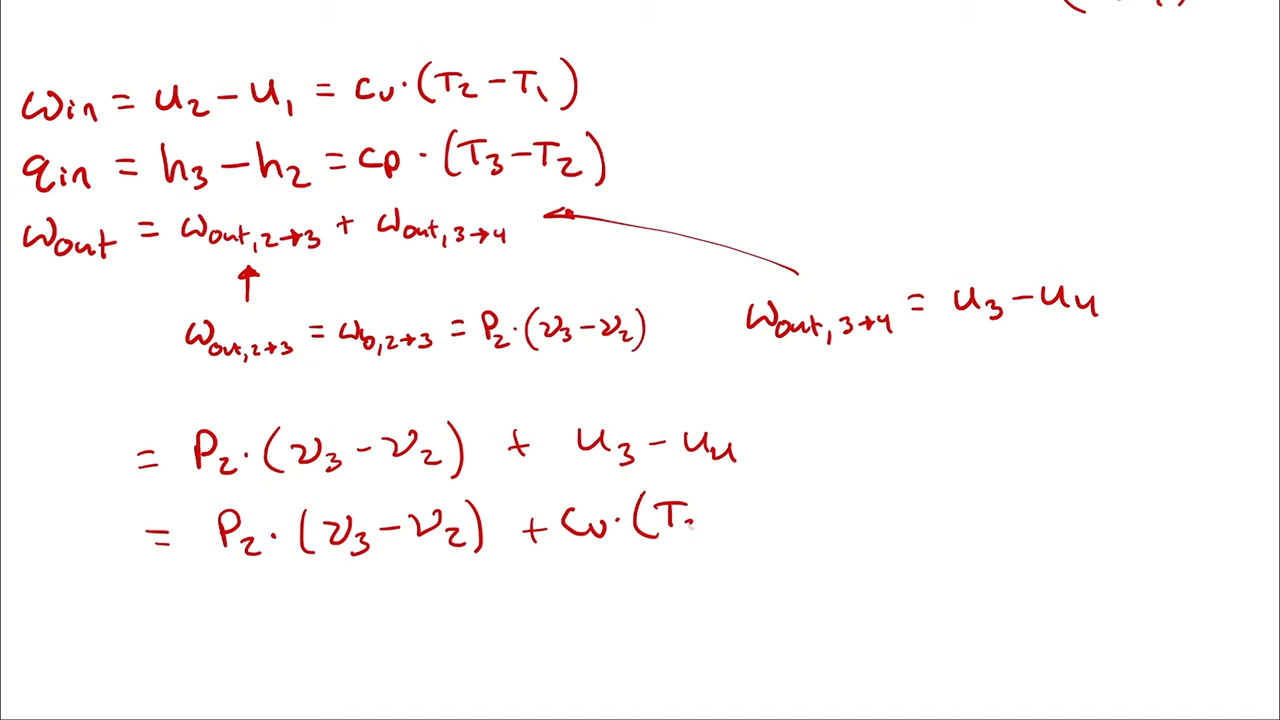 win = u2 - u1 = cv·(T2 - T1)
qin = h3 - h2 = cp·(T3 - T2)
wout = wout,2→3 + wout,3→4
wout,2→3 = wb,2→3 = P2·(v3 - v2)
wout,3→4 = u3 - u4
= P2·(v3 - v2) + u3 - u4
= P2·(v3 - v2) + cv·(T